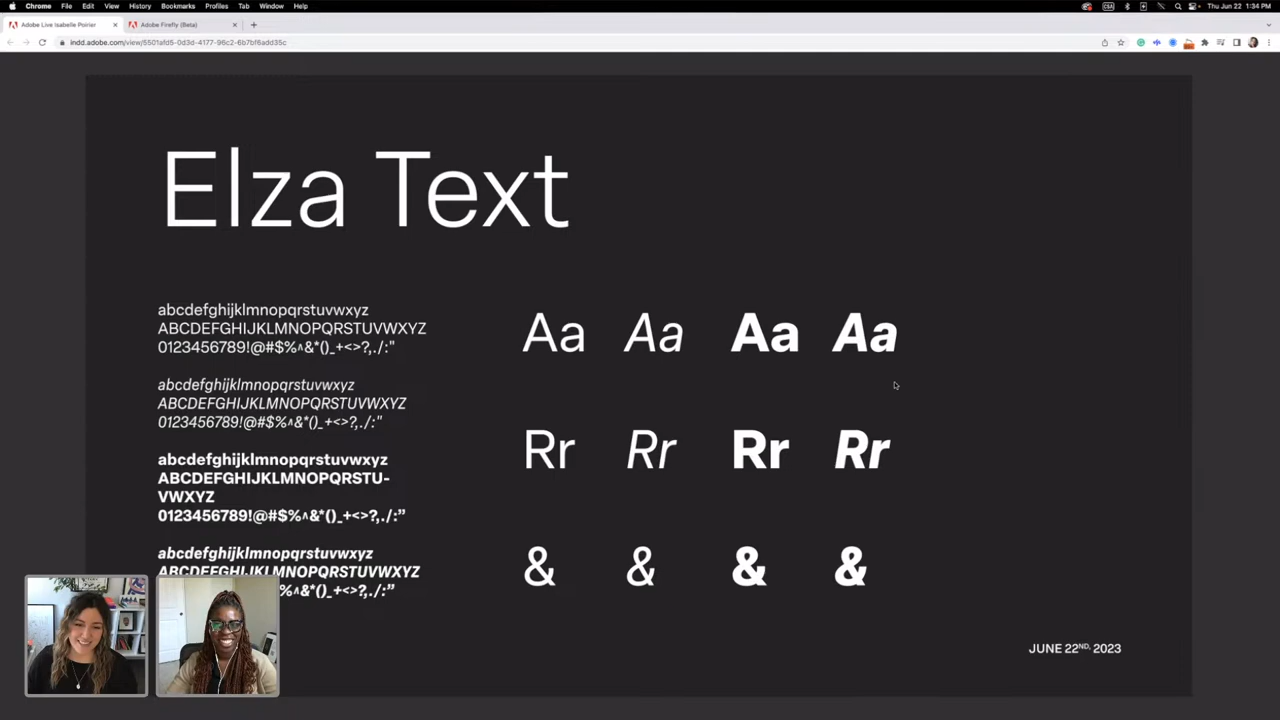 Chrome File Edit View History Bookmarks Profiles Tab Window Help
Thu Jun 22 1:34 PM
Adobe Live Isabelle Poirier
Adobe Firefly (Beta)
indd.adobe.com/view/5501afd5-0d3d-4177-96c2-6b7bf6add35c
Elza Text
abcdefghijklmnopqrstuvwxyz
ABCDEFGHIJKLMNOPQRSTUVWXYZ
0123456789!@#$%^&*()_+<>?,./:"
abcdefghijklmnopqrstuvwxyz
ABCDEFGHIJKLMNOPQRSTUVWXYZ
0123456789!@#$%^&*()_+<>?,./:"
abcdefghijklmnopqrstuvwxyz
ABCDEFGHIJKLMNOPQRSTU-
VWXYZ
0123456789!@#$%^&*()_+<>?,./:”
abcdefghijklmnopqrstuvwxyz
ABCDEFGHIJKLMNOPQRSTUVWXYZ
$%^&*()_+<>?,./:”
Aa Aa Aa Aa
Rr Rr Rr Rr
& & & &
JUNE 22ND, 2023